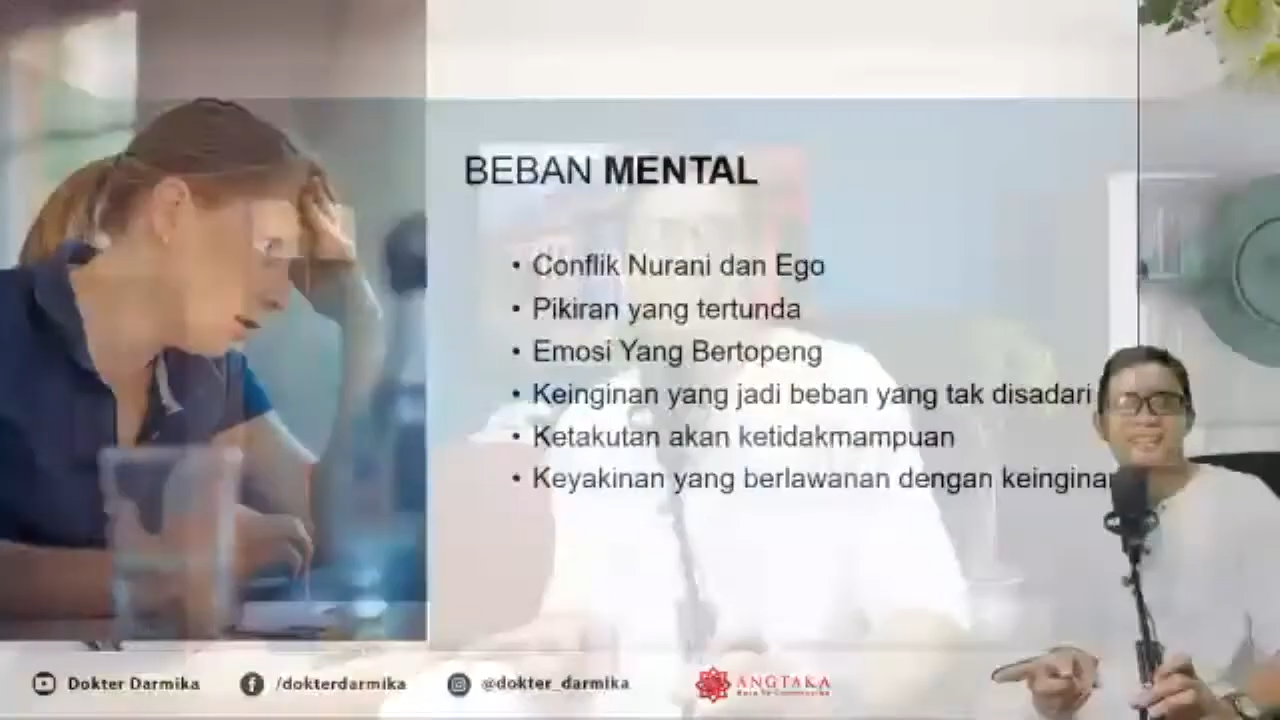 BEBAN MENTAL
• Conflik Nurani dan Ego
• Pikiran yang tertunda
• Emosi Yang Bertopeng
• Keinginan yang jadi beban yang tak disadari
• Ketakutan akan ketidakmampuan
• Keyakinan yang berlawanan dengan keinginan
Dokter Darmika
/dokterdarmika
@dokter_darmika
ANGTAKA